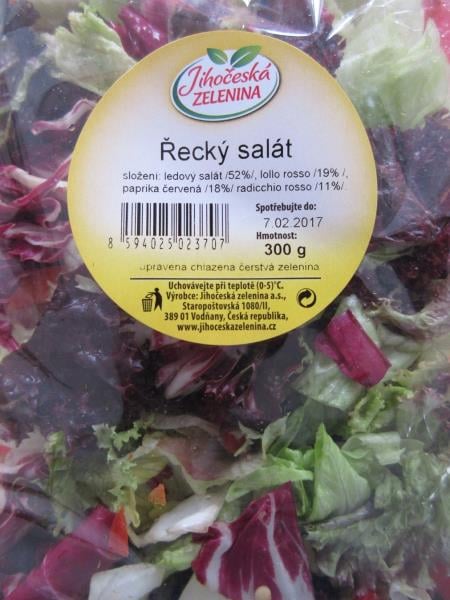 Jihočeská
ZELENINA
Řecký salát
složení: ledový salát /52%/, lollo rosso /19% /,
paprika červená /18%/ radicchio rosso /11%/.
Spotřebujte do:
7.02.2017
Hmotnost:
300 g
8 594025 023707
upravena chlazena čerstvá zelenina
Uchovávejte při teplotě (0-5)°C.
Výrobce: Jihočeská zelenina a.s.,
Staropoštovská 1080/II,
389 01 Vodňany, Česká republika,
www.jihoceskazelenina.cz